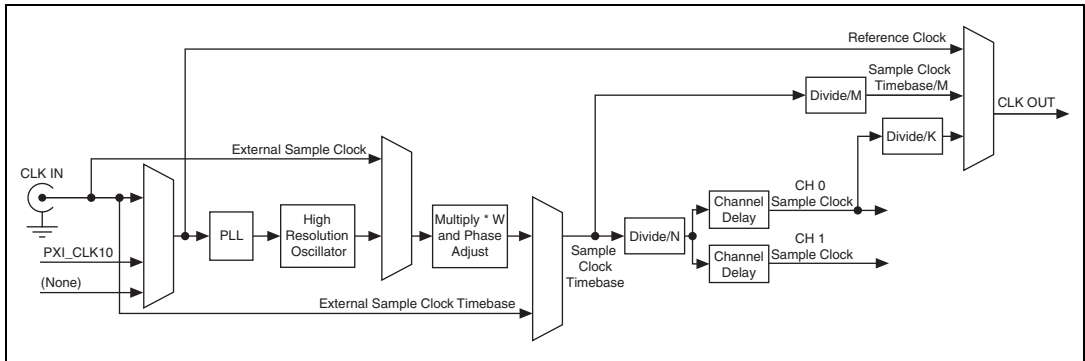 Reference Clock
Sample Clock
Timebase/M
Divide/M
CLK OUT
External Sample Clock
Divide/K
CLK IN
CH 0
Sample Clock
Channel
Delay
PLL
High
Resolution
Oscillator
Multiply * W
and Phase
Adjust
Divide/N
Sample
Clock
Timebase
CH 1
Sample Clock
Channel
Delay
PXI_CLK10
(None)
External Sample Clock Timebase